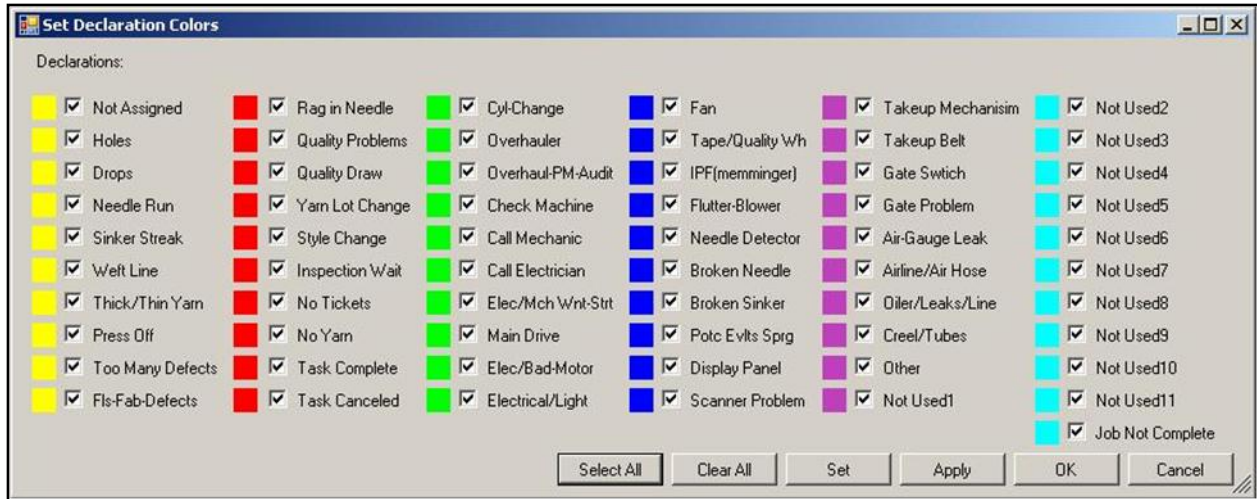 Set Declaration Colors
Declarations:
Not Assigned Rag in Needle Cyl-Change Fan Takeup Mechanisim Not Used2
Holes Quality Problems Overhauler Tape/Quality Wh Takeup Belt Not Used3
Drops Quality Draw Overhaul-PM-Audit IPF(memminger) Gate Swtich Not Used4
Needle Run Yarn Lot Change Check Machine Flutter-Blower Gate Problem Not Used5
Sinker Streak Style Change Call Mechanic Needle Detector Air-Gauge Leak Not Used6
Weft Line Inspection Wait Call Electrician Broken Needle Airline/Air Hose Not Used7
Thick/Thin Yarn No Tickets Elec/Mch Wnt-Strt Broken Sinker Oiler/Leaks/Line Not Used8
Press Off No Yarn Main Drive Potc Evlts Sprg Creel/Tubes Not Used9
Too Many Defects Task Complete Elec/Bad-Motor Display Panel Other Not Used10
Fls-Fab-Defects Task Canceled Electrical/Light Scanner Problem Not Used1 Not Used11
Job Not Complete
Select All Clear All Set Apply OK Cancel